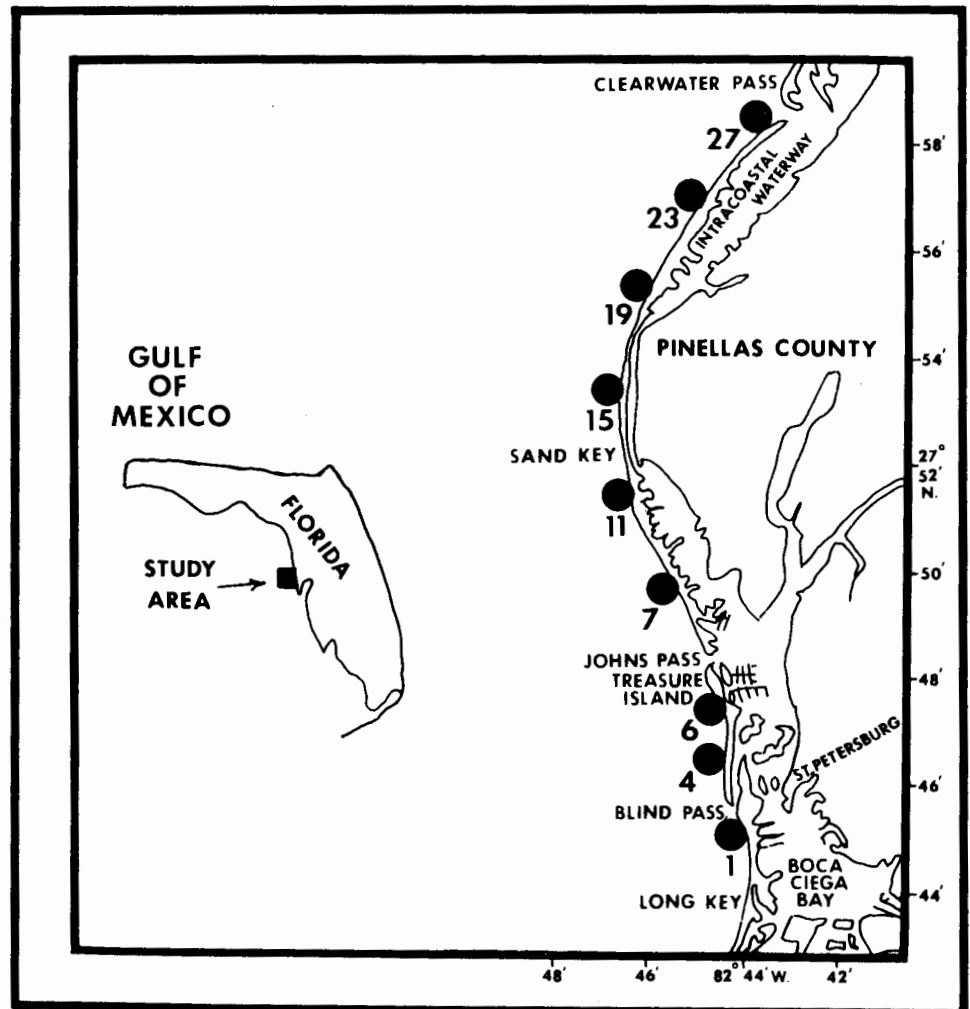 CLEARWATER PASS
27
58'
INTRACOASTAL
WATERWAY
23
56'
19
PINELLAS COUNTY
54'
GULF
OF
MEXICO
15
SAND KEY
27°
52'
N.
11
FLORIDA
STUDY
AREA
50'
7
JOHNS PASS
TREASURE
ISLAND
48'
6
4
ST. PETERSBURG
46'
BLIND PASS
1
BOCA
CIEGA
BAY
LONG KEY
44'
48'
46'
82° 44' W.
42'